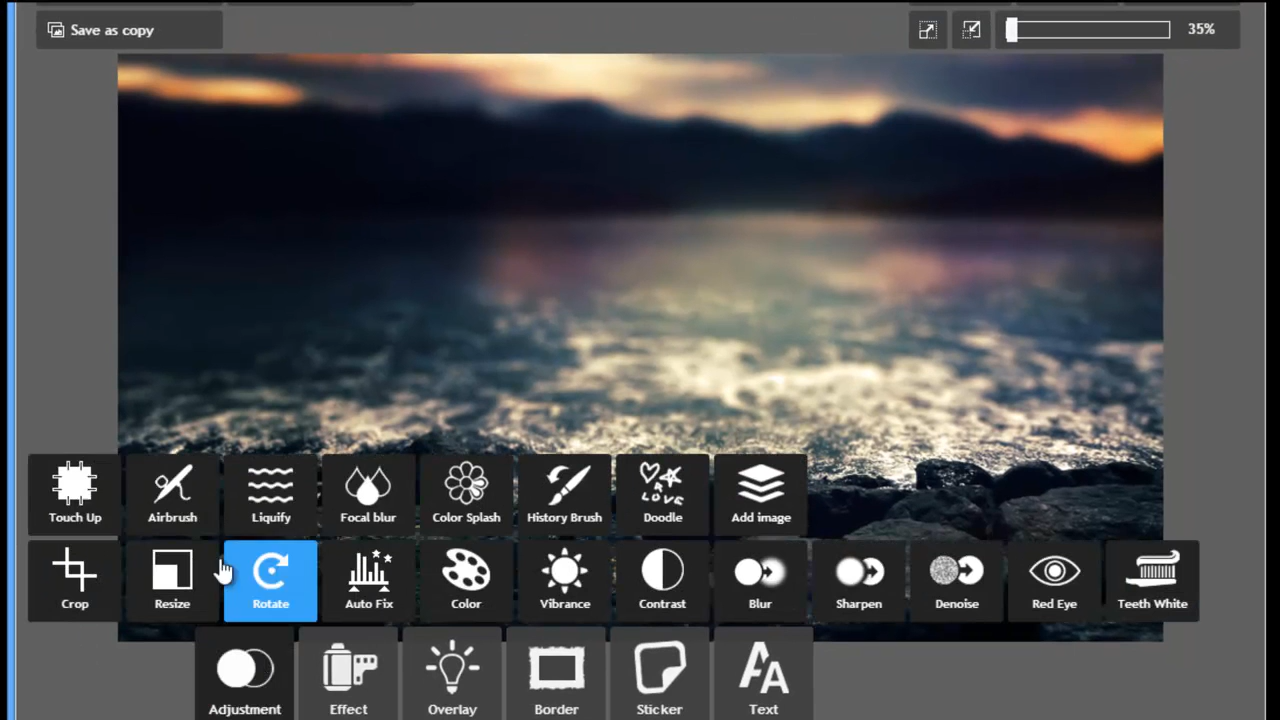 Save as copy
35%
Touch Up
Airbrush
Liquify
Focal blur
Color Splash
History Brush
Doodle
Add image
Crop
Resize
Rotate
Auto Fix
Color
Vibrance
Contrast
Blur
Sharpen
Denoise
Red Eye
Teeth White
Adjustment
Effect
Overlay
Border
Sticker
Text